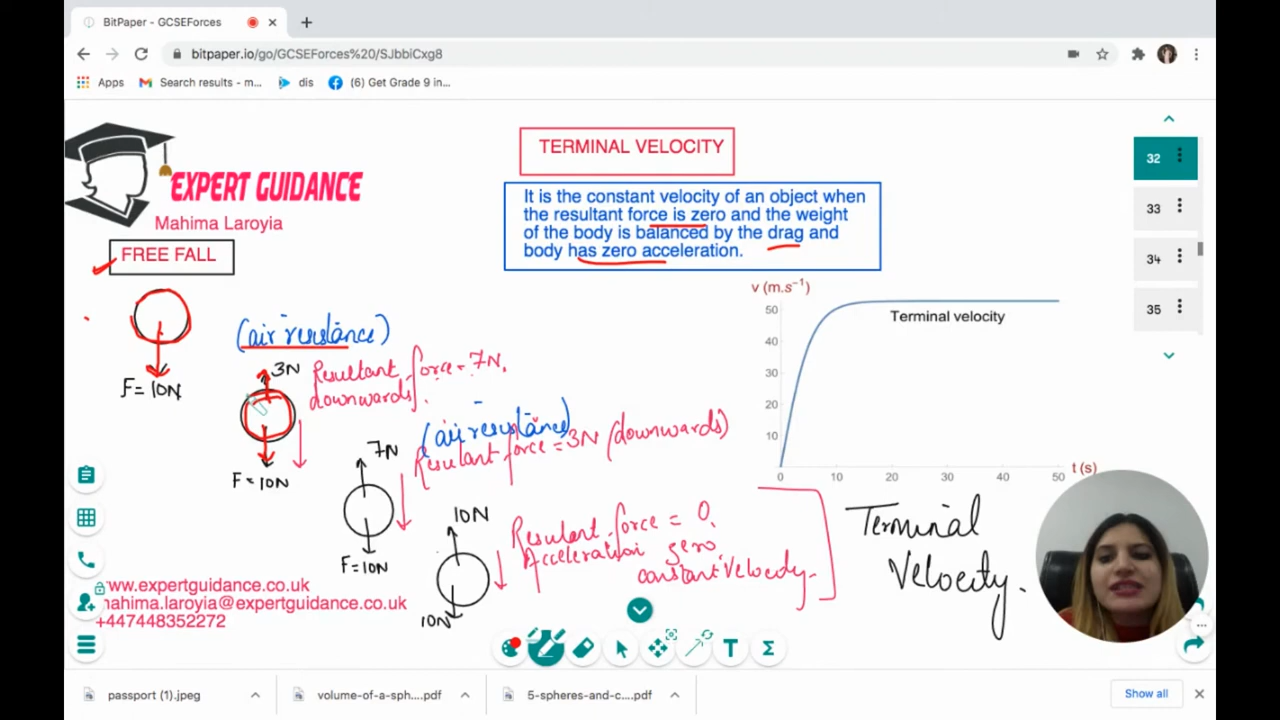 BitPaper - GCSEForces
bitpaper.io/go/GCSEForces%20/SJbbiCxg8
Apps
Search results - m...
dis
(6) Get Grade 9 in...
TERMINAL VELOCITY
It is the constant velocity of an object when
the resultant force is zero and the weight
of the body is balanced by the drag and
body has zero acceleration.
EXPERT GUIDANCE
Mahima Laroyia
FREE FALL
F=10N
(air resistance)
3N
Resultant force = 7N.
downwards.
F=10N
(air resistance)
7N
Resultant force = 3N (downwards)
F=10N
10N
Resultant force = 0.
Acceleration zero
constant velocity.
10N
Terminal
Velocity.
v (m.s⁻¹)
50
40
30
20
10
Terminal velocity
0 10 20 30 40 50 t (s)
www.expertguidance.co.uk
mahima.laroyia@expertguidance.co.uk
+447448352272
32
33
34
35
T
Σ
passport (1).jpeg
volume-of-a-sph....pdf
5-spheres-and-c....pdf
Show all